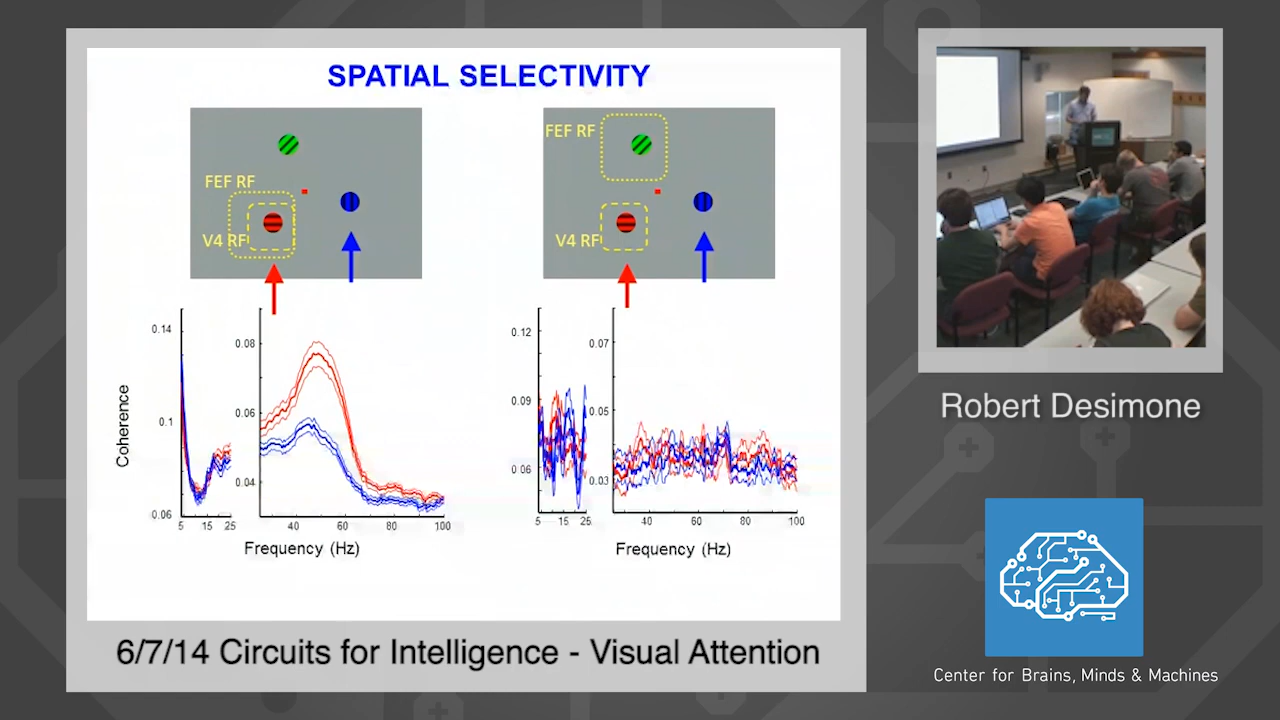 SPATIAL SELECTIVITY
FEF RF
V4 RF
FEF RF
V4 RF
Coherence
0.14
0.1
0.06
5 15 25
0.08
0.06
0.04
40 60 80 100
Frequency (Hz)
0.12
0.09
0.06
5 15 25
0.07
0.05
0.03
40 60 80 100
Frequency (Hz)
6/7/14 Circuits for Intelligence - Visual Attention
Robert Desimone
Center for Brains, Minds & Machines